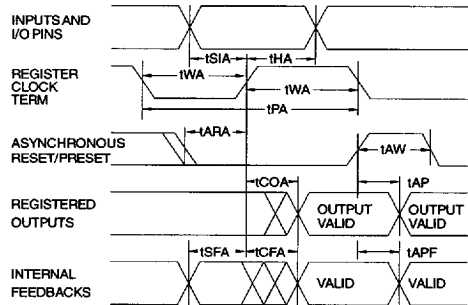 INPUTS AND
I/O PINS
tSIA
tHA
REGISTER
CLOCK
TERM
tWA
tWA
tPA
ASYNCHRONOUS
RESET/PRESET
tARA
tAW
tCOA
tAP
REGISTERED
OUTPUTS
OUTPUT
VALID
OUTPUT
VALID
tSFA
tCFA
tAPF
INTERNAL
FEEDBACKS
VALID
VALID